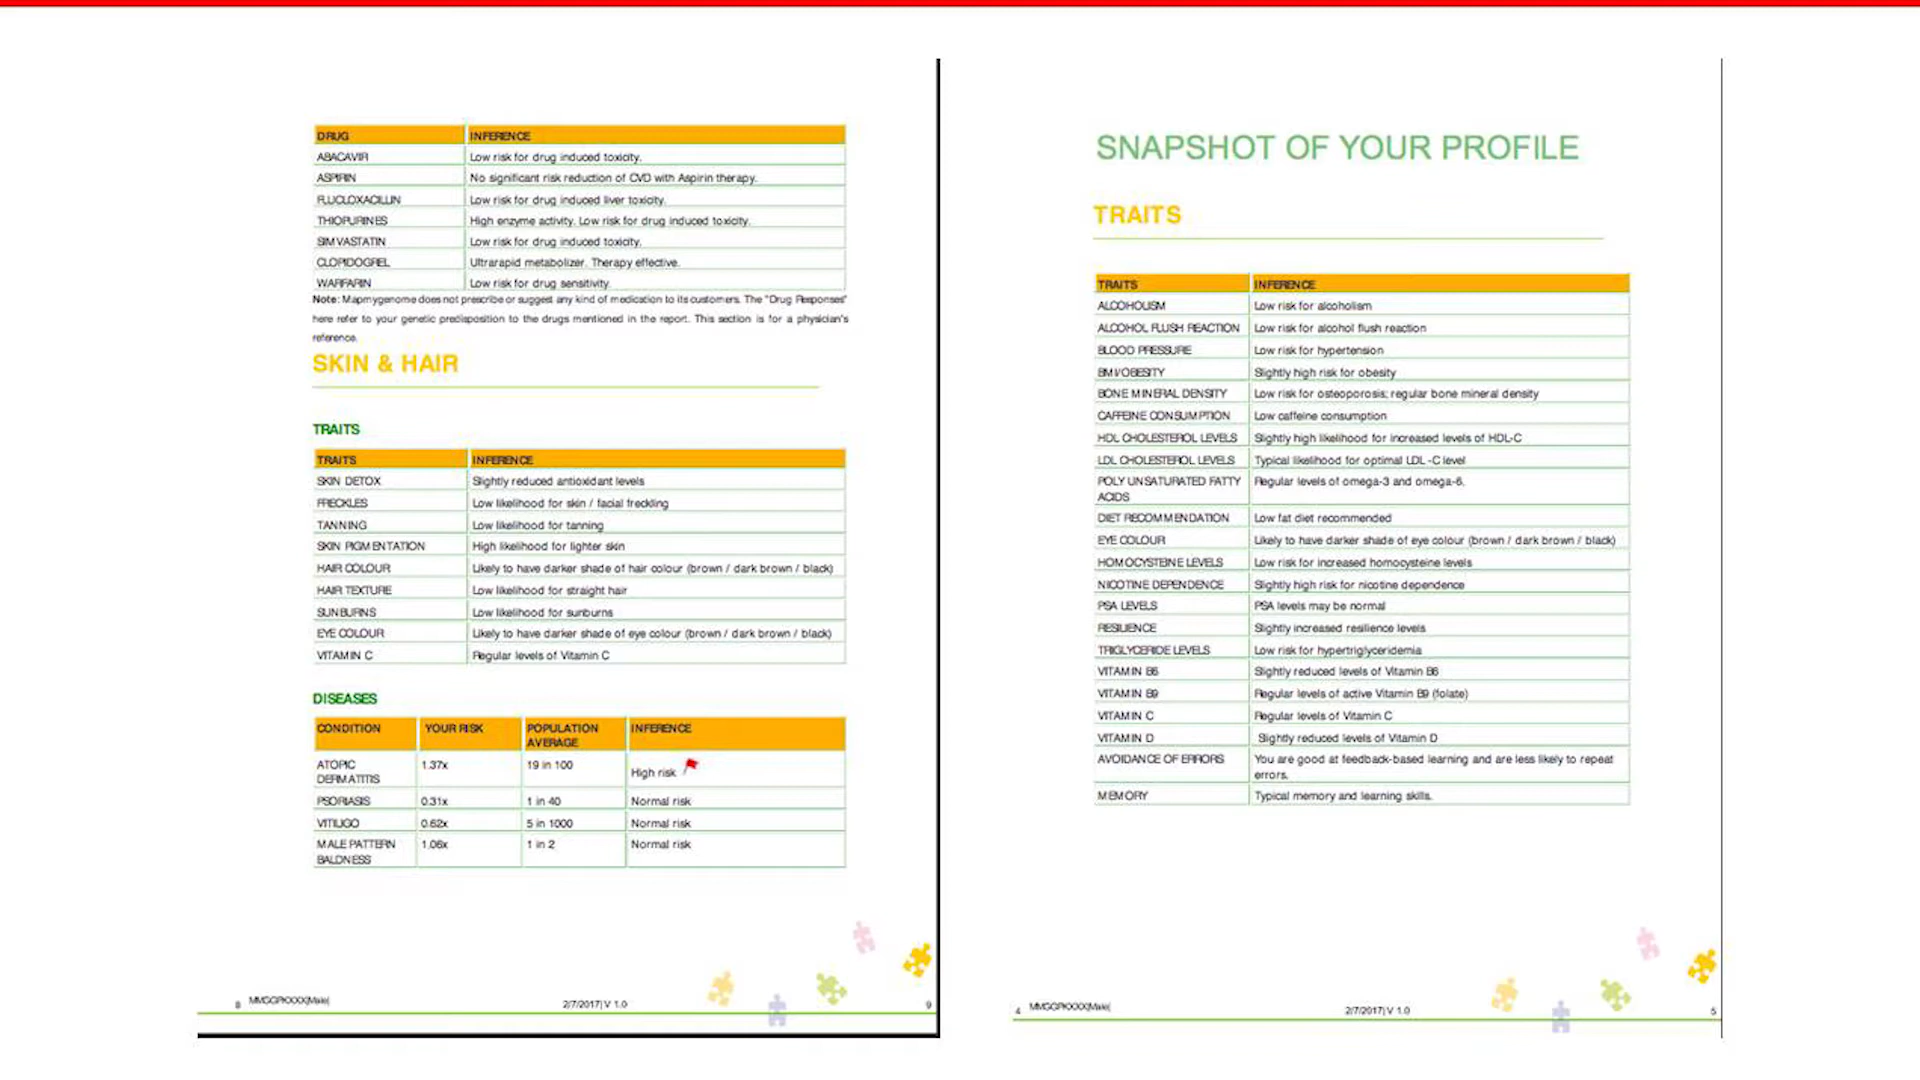 DRUG INFERENCE
ABACAVIR Low risk for drug induced toxicity.
ASPIRIN No significant risk reduction of CVD with Aspirin therapy.
FLUCLOXACILLIN Low risk for drug induced liver toxicity.
THIOPURINES High enzyme activity. Low risk for drug induced toxicity.
SIMVASTATIN Low risk for drug induced toxicity.
CLOPIDOGREL Ultrarapid metabolizer. Therapy effective.
WARFARIN Low risk for drug sensitivity.
Note: Mapmygenome does not prescribe or suggest any kind of medication to its customers. The "Drug Responses"
here refer to your genetic predisposition to the drugs mentioned in the report. This section is for a physician's
reference.
SKIN & HAIR
TRAITS
TRAITS INFERENCE
SKIN DETOX Slightly reduced antioxidant levels
FRECKLES Low likelihood for skin / facial freckling
TANNING Low likelihood for tanning
SKIN PIGMENTATION High likelihood for lighter skin
HAIR COLOUR Likely to have darker shade of hair colour (brown / dark brown / black)
HAIR TEXTURE Low likelihood for straight hair
SUNBURNS Low likelihood for sunburns
EYE COLOUR Likely to have darker shade of eye colour (brown / dark brown / black)
VITAMIN C Regular levels of Vitamin C
DISEASES
CONDITION YOUR RISK POPULATION AVERAGE INFERENCE
ATOPIC DERMATITIS 1.37x 19 in 100 High risk
PSORIASIS 0.31x 1 in 40 Normal risk
VITILIGO 0.62x 5 in 1000 Normal risk
MALE PATTERN BALDNESS 1.06x 1 in 2 Normal risk
8 2/7/2017| V 1.0 9
SNAPSHOT OF YOUR PROFILE
TRAITS
TRAITS INFERENCE
ALCOHOLISM Low risk for alcoholism
ALCOHOL FLUSH REACTION Low risk for alcohol flush reaction
BLOOD PRESSURE Low risk for hypertension
BMI/OBESITY Slightly high risk for obesity
BONE MINERAL DENSITY Low risk for osteoporosis; regular bone mineral density
CAFFEINE CONSUMPTION Low caffeine consumption
HDL CHOLESTEROL LEVELS Slightly high likelihood for increased levels of HDL-C
LDL CHOLESTEROL LEVELS Typical likelihood for optimal LDL -C level
POLY UNSATURATED FATTY ACIDS Regular levels of omega-3 and omega-6.
DIET RECOMMENDATION Low fat diet recommended
EYE COLOUR Likely to have darker shade of eye colour (brown / dark brown / black)
HOMOCYSTEINE LEVELS Low risk for increased homocysteine levels
NICOTINE DEPENDENCE Slightly high risk for nicotine dependence
PSA LEVELS PSA levels may be normal
RESILIENCE Slightly increased resilience levels
TRIGLYCERIDE LEVELS Low risk for hypertriglyceridemia
VITAMIN B6 Slightly reduced levels of Vitamin B6
VITAMIN B9 Regular levels of active Vitamin B9 (folate)
VITAMIN C Regular levels of Vitamin C
VITAMIN D Slightly reduced levels of Vitamin D
AVOIDANCE OF ERRORS You are good at feedback-based learning and are less likely to repeat
errors.
MEMORY Typical memory and learning skills.
4 2/7/2017| V 1.0 5